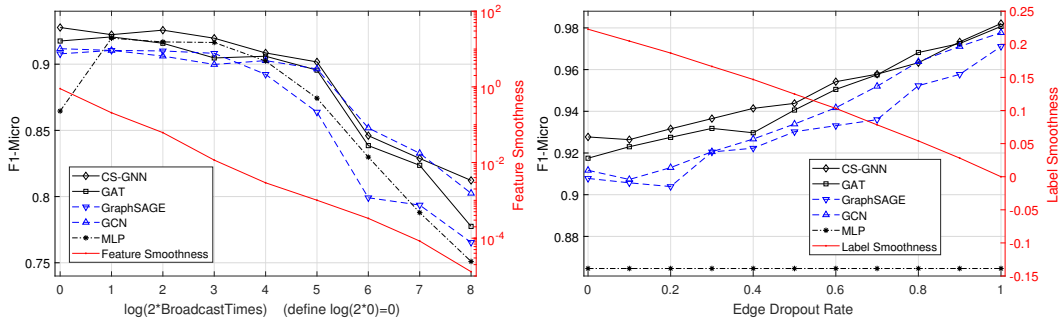 F1-Micro
0.9
0.85
0.8
0.75
10^2
10^0
10^-2
10^-4
Feature Smoothness
CS-GNN
GAT
GraphSAGE
GCN
MLP
Feature Smoothness
0 1 2 3 4 5 6 7 8
log(2*BroadcastTimes) (define log(2*0)=0)
F1-Micro
0.98
0.96
0.94
0.92
0.9
0.88
0.25
0.20
0.15
0.10
0.05
0
-0.05
-0.1
-0.15
Label Smoothness
CS-GNN
GAT
GraphSAGE
GCN
MLP
Label Smoothness
0 0.2 0.4 0.6 0.8 1
Edge Dropout Rate